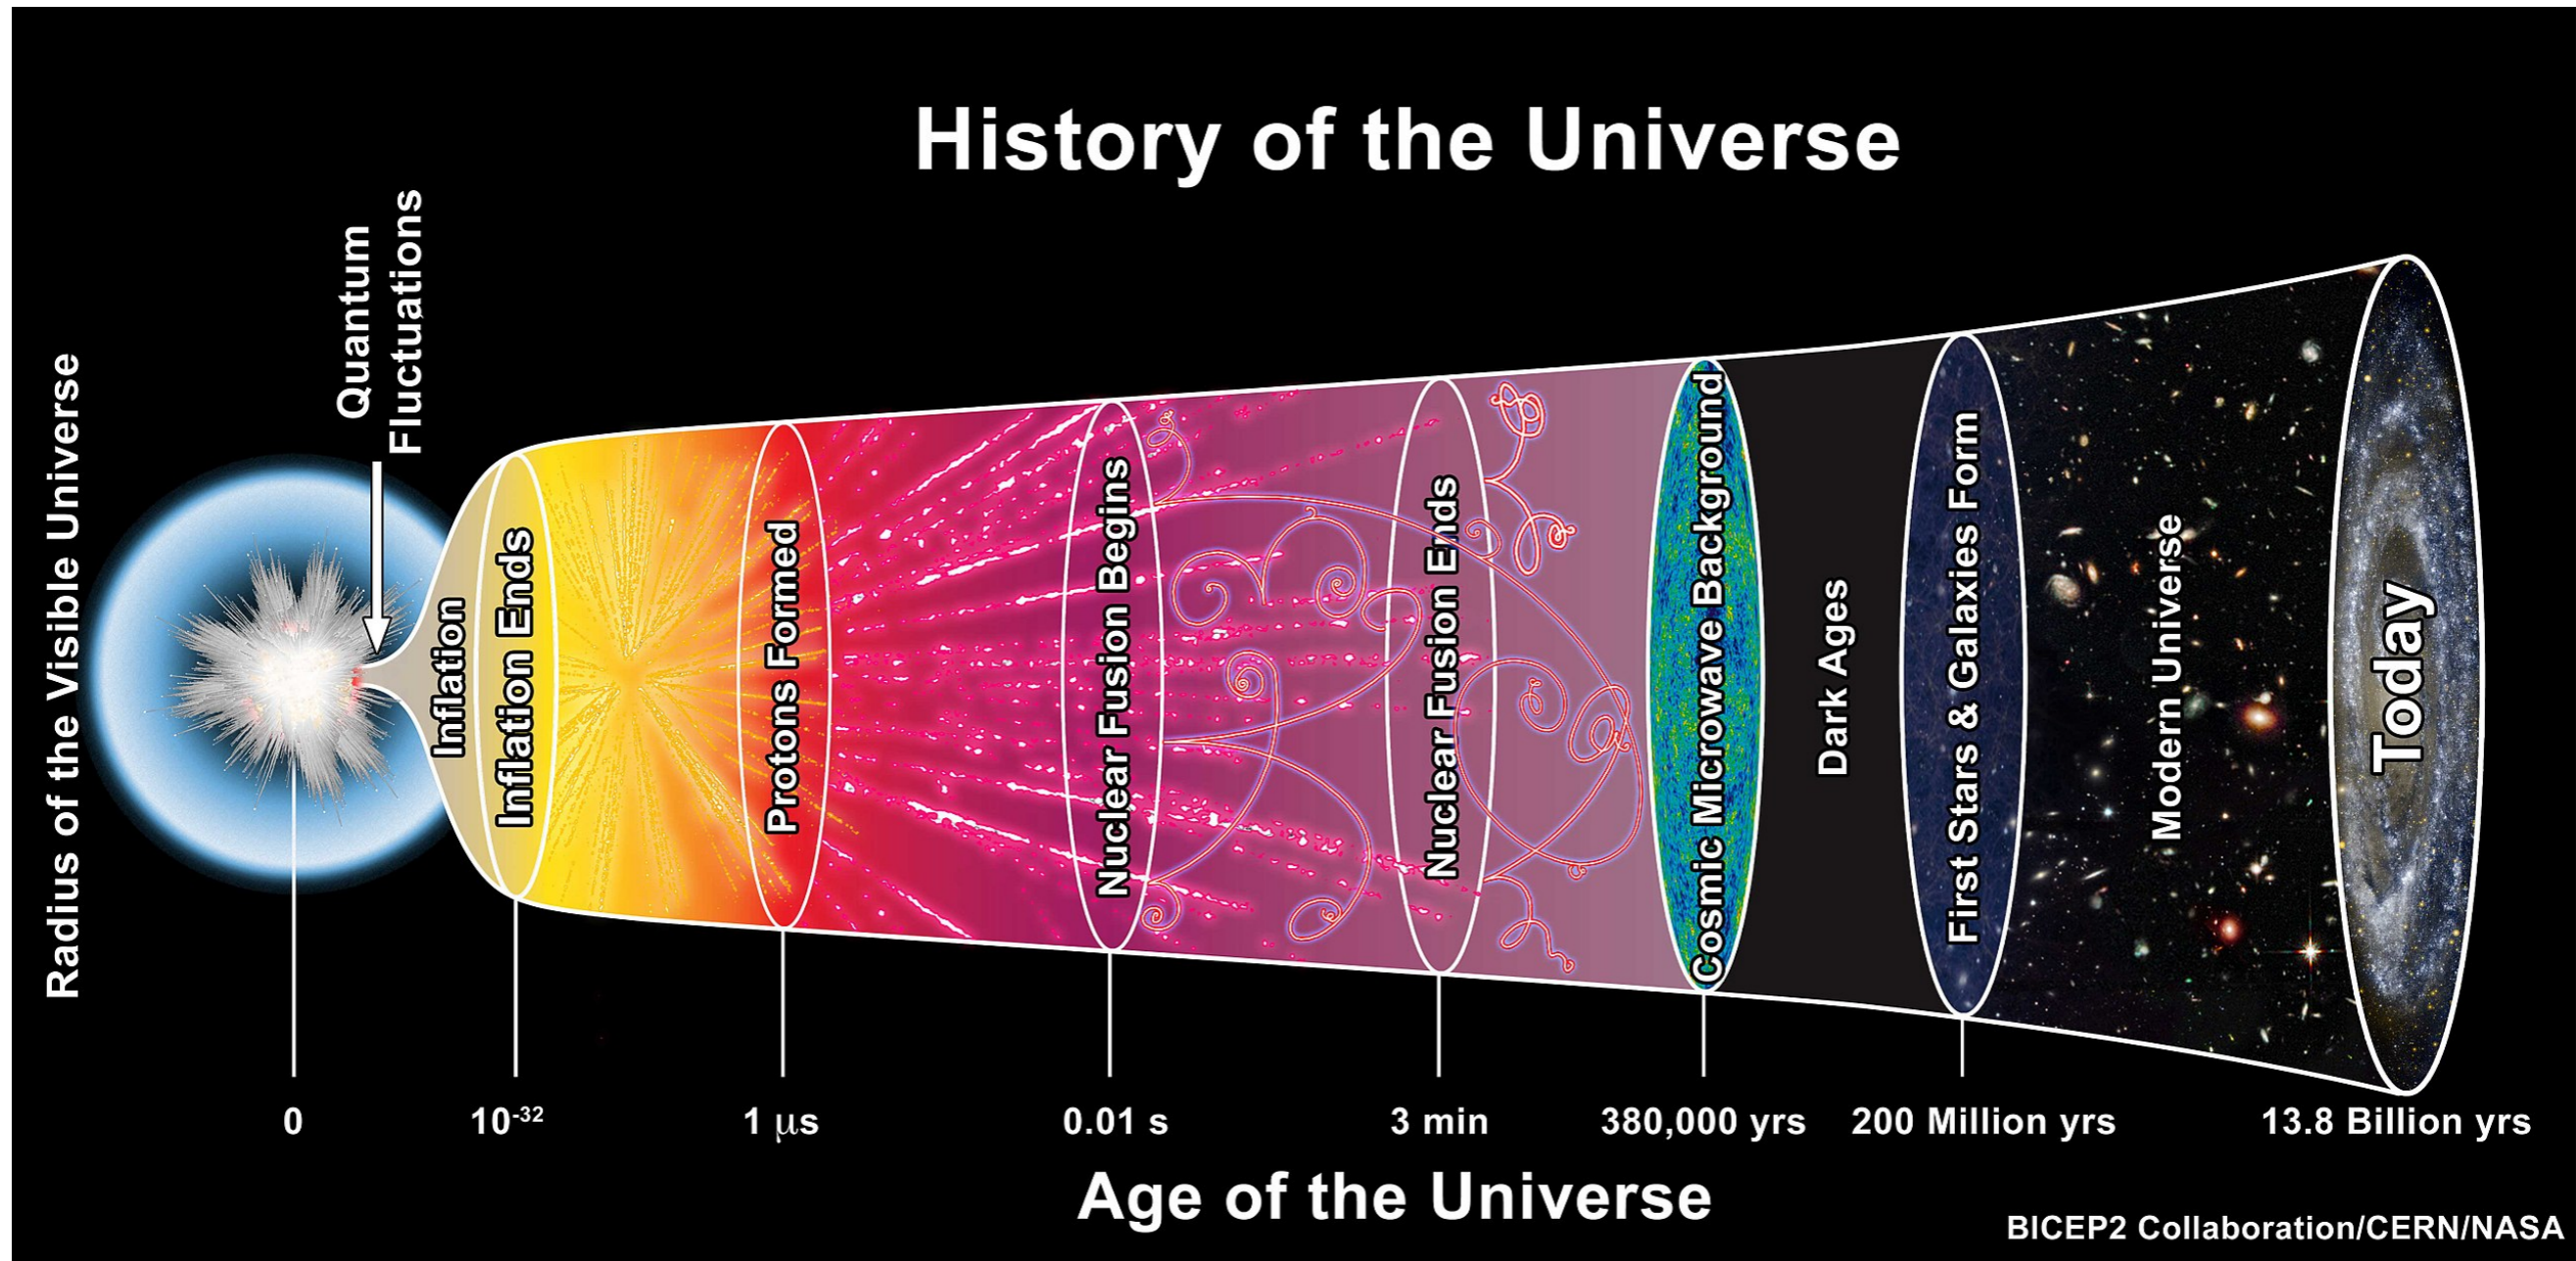 History of the Universe
Radius of the Visible Universe
Quantum
Fluctuations
Inflation
Inflation Ends
Protons Formed
Nuclear Fusion Begins
Nuclear Fusion Ends
Cosmic Microwave Background
Dark Ages
First Stars & Galaxies Form
Modern Universe
Today
0 10⁻³² 1 μs 0.01 s 3 min 380,000 yrs 200 Million yrs 13.8 Billion yrs
Age of the Universe
BICEP2 Collaboration/CERN/NASA